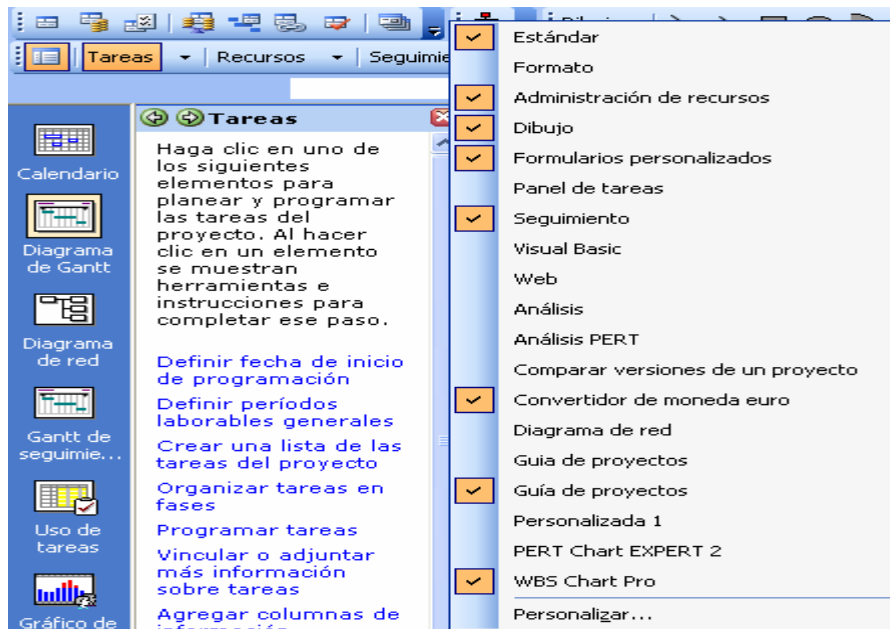 Tareas
Recursos
Tareas
Haga clic en uno de
los siguientes
elementos para
planear y programar
las tareas del
proyecto. Al hacer
clic en un elemento
se muestran
herramientas e
instrucciones para
completar ese paso.
Definir fecha de inicio
de programación
Definir períodos
laborables generales
Crear una lista de las
tareas del proyecto
Organizar tareas en
fases
Programar tareas
Vincular o adjuntar
más información
sobre tareas
Agregar columnas de
Calendario
Diagrama
de Gantt
Diagrama
de red
Gantt de
seguimie...
Uso de
tareas
Gráfico de
Estándar
Formato
Administración de recursos
Dibujo
Formularios personalizados
Panel de tareas
Seguimiento
Visual Basic
Web
Análisis
Análisis PERT
Comparar versiones de un proyecto
Convertidor de moneda euro
Diagrama de red
Guia de proyectos
Guía de proyectos
Personalizada 1
PERT Chart EXPERT 2
WBS Chart Pro
Personalizar...